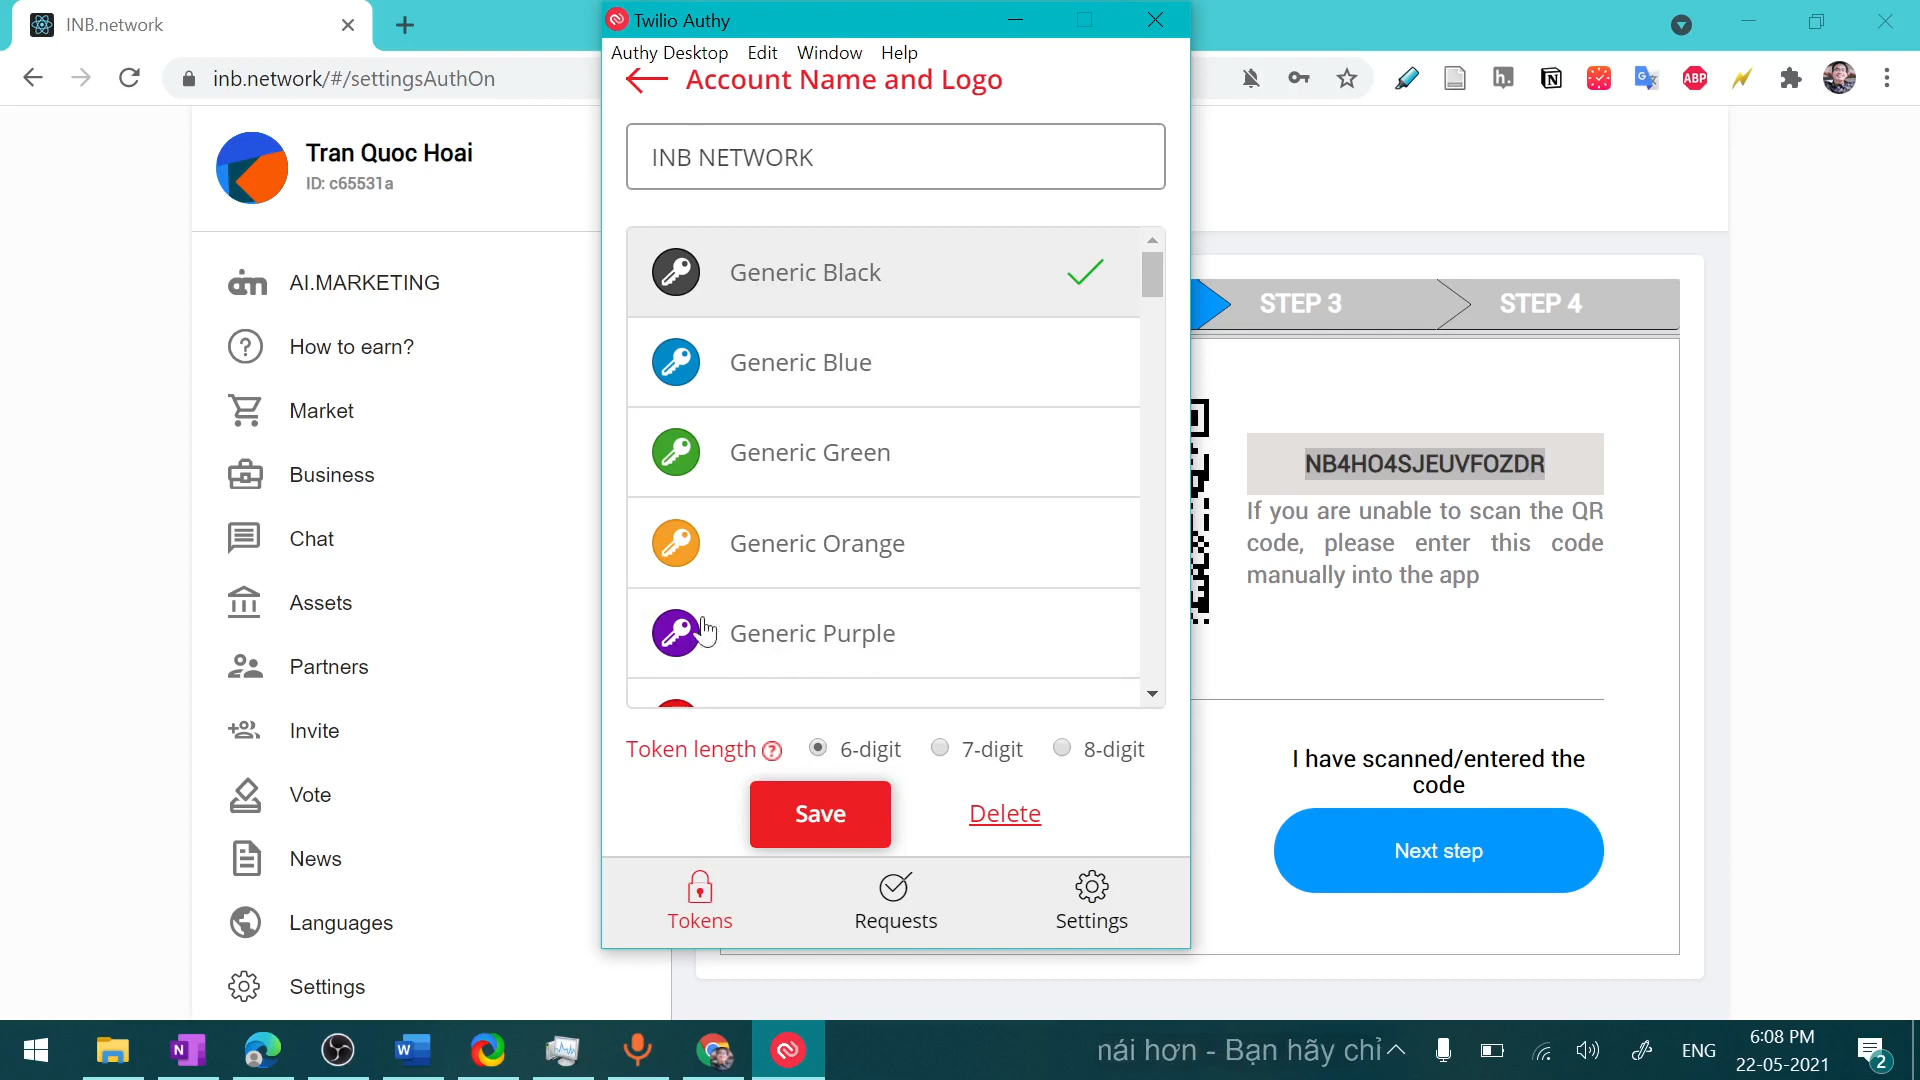 INB.network
inb.network/#/settingsAuthOn
Tran Quoc Hoai
ID: c65531a
AI.MARKETING
How to earn?
Market
Business
Chat
Assets
Partners
Invite
Vote
News
Languages
Settings
Twilio Authy
Authy Desktop Edit Window Help
Account Name and Logo
INB NETWORK
Generic Black
Generic Blue
Generic Green
Generic Orange
Generic Purple
Token length ? 6-digit 7-digit 8-digit
Save Delete
Tokens Requests Settings
h.
N
ABP
STEP 3 STEP 4
NB4HO4SJEUVFOZDR
If you are unable to scan the QR
code, please enter this code
manually into the app
I have scanned/entered the
code
Next step
N
W
nái hơn - Bạn hãy chỉ
ENG
6:08 PM
22-05-2021
2